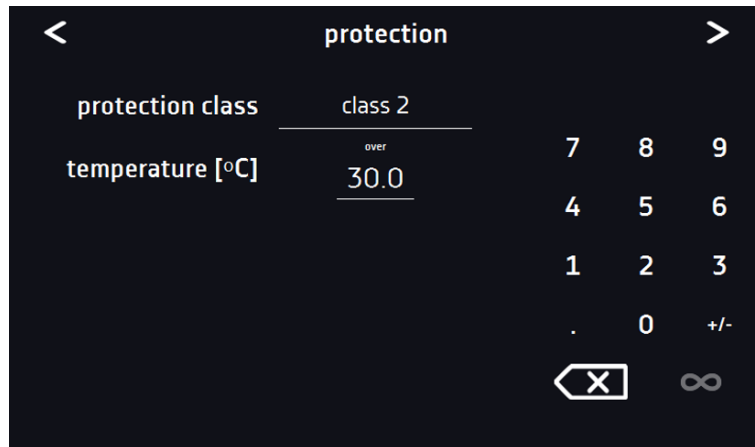 < protection >
protection class class 2
over
temperature [°C] 30.0
7 8 9
4 5 6
1 2 3
. 0 +/-
X ∞